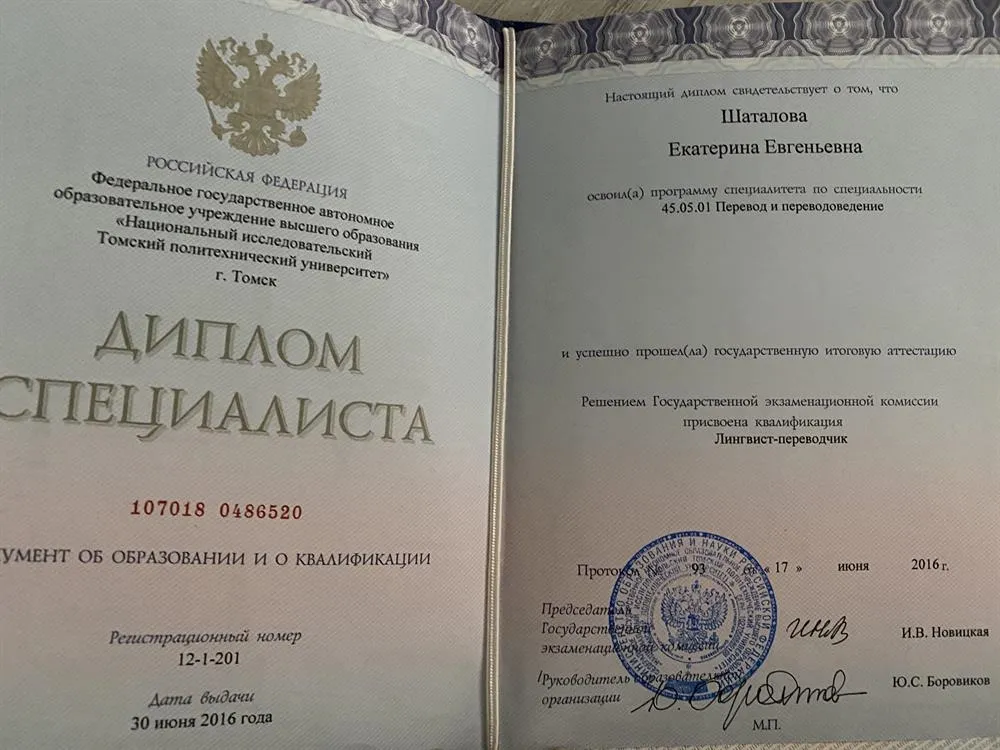 РОССИЙСКАЯ ФЕДЕРАЦИЯ
Федеральное государственное автономное
образовательное учреждение высшего образования
«Национальный исследовательский
Томский политехнический университет»
г. Томск
ДИПЛОМ
СПЕЦИАЛИСТА
107018 0486520
УМЕНТ ОБ ОБРАЗОВАНИИ И О КВАЛИФИКАЦИИ
Регистрационный номер
12-1-201
Дата выдачи
30 июня 2016 года
Настоящий диплом свидетельствует о том, что
Шаталова
Екатерина Евгеньевна
освоил(а) программу специалитета по специальности
45.05.01 Перевод и переводоведение
и успешно прошел(ла) государственную итоговую аттестацию
Решением Государственной экзаменационной комиссии
присвоена квалификация
Лингвист-переводчик
Протокол № 93 от « 17 » июня 2016 г.
Председатель
Государственной
экзаменационной комиссии
И.В. Новицкая
Руководитель образовательной
организации
Ю.С. Боровиков
М.П.